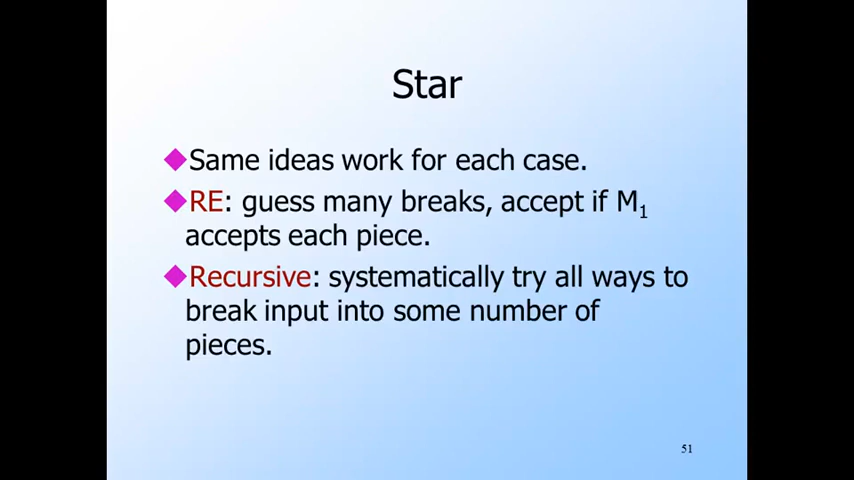 Star
Same ideas work for each case.
RE: guess many breaks, accept if M₁
accepts each piece.
Recursive: systematically try all ways to
break input into some number of
pieces.
51